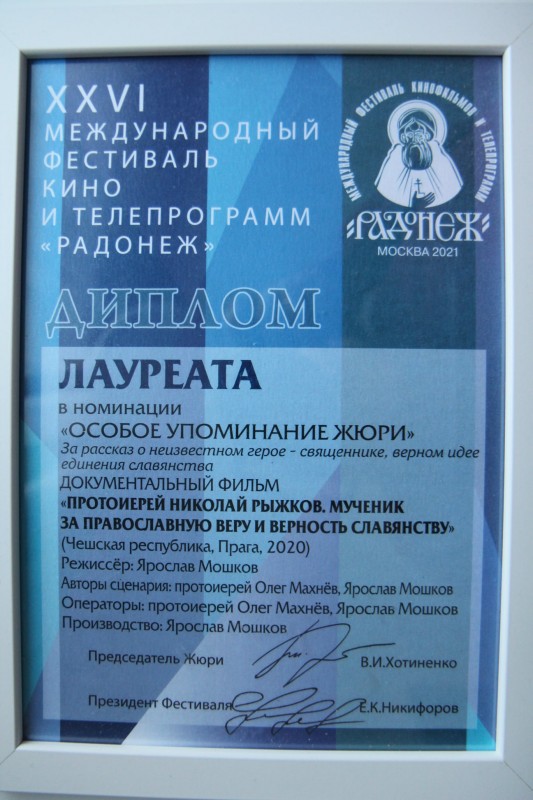 XXVI
МЕЖДУНАРОДНЫЙ
ФЕСТИВАЛЬ
КИНО
И ТЕЛЕПРОГРАММ
«РАДОНЕЖ»
МЕЖДУНАРОДНЫЙ ФЕСТИВАЛЬ КИНОФИЛЬМОВ И ТЕЛЕПРОГРАММ
РАДОНЕЖ
МОСКВА 2021
ДИПЛОМ
ЛАУРЕАТА
в номинации
«ОСОБОЕ УПОМИНАНИЕ ЖЮРИ»
За рассказ о неизвестном герое – священнике, верном идее
единения славянства
ДОКУМЕНТАЛЬНЫЙ ФИЛЬМ
«ПРОТОИЕРЕЙ НИКОЛАЙ РЫЖКОВ. МУЧЕНИК
ЗА ПРАВОСЛАВНУЮ ВЕРУ И ВЕРНОСТЬ СЛАВЯНСТВУ»
(Чешская республика, Прага, 2020)
Режиссёр: Ярослав Мошков
Авторы сценария: протоиерей Олег Махнёв, Ярослав Мошков
Операторы: протоиерей Олег Махнёв, Ярослав Мошков
Производство: Ярослав Мошков
Председатель Жюри В.И.Хотиненко
Президент Фестиваля Е.К.Никифоров